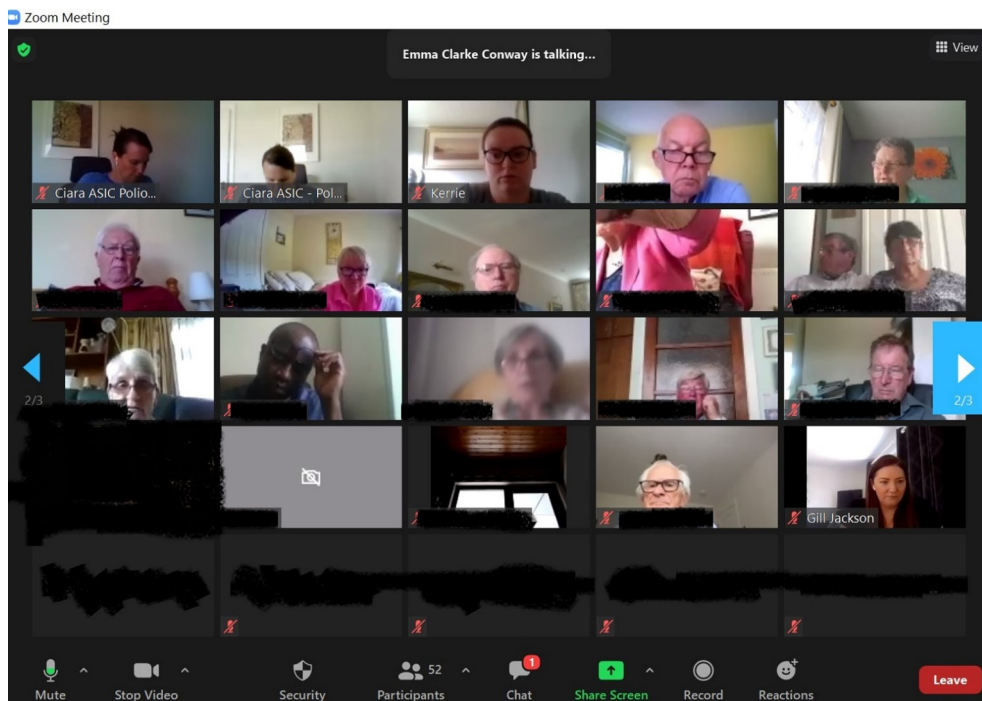 Zoom Meeting
Emma Clarke Conway is talking...
View
Ciara ASIC Polio...
Ciara ASIC - Pol...
Kerrie
2/3
2/3
Gill Jackson
52
1
Mute
Stop Video
Security
Participants
Chat
Share Screen
Record
Reactions
Leave